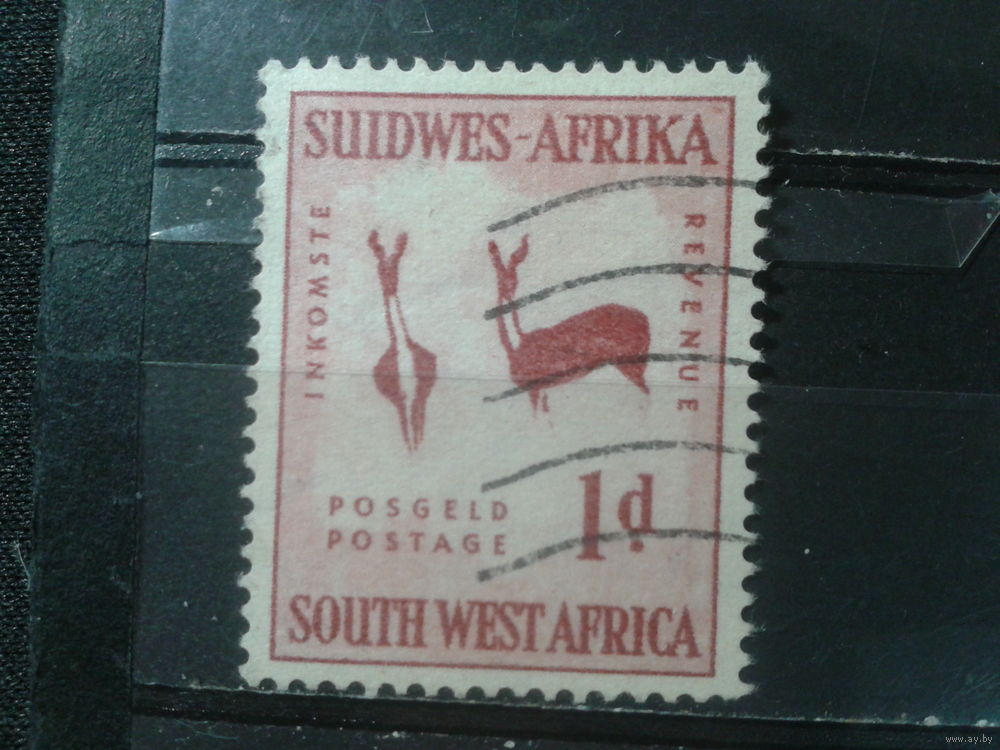 SUIDWES-AFRIKA
INKOMSTE
REVENUE
POSGELD
POSTAGE
1d.
SOUTH WEST AFRICA
www.ay.by